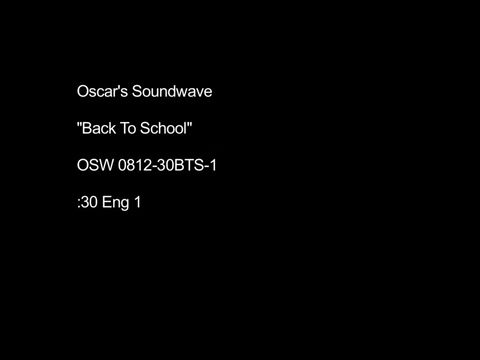 Oscar's Soundwave
"Back To School"
OSW 0812-30BTS-1
:30 Eng 1